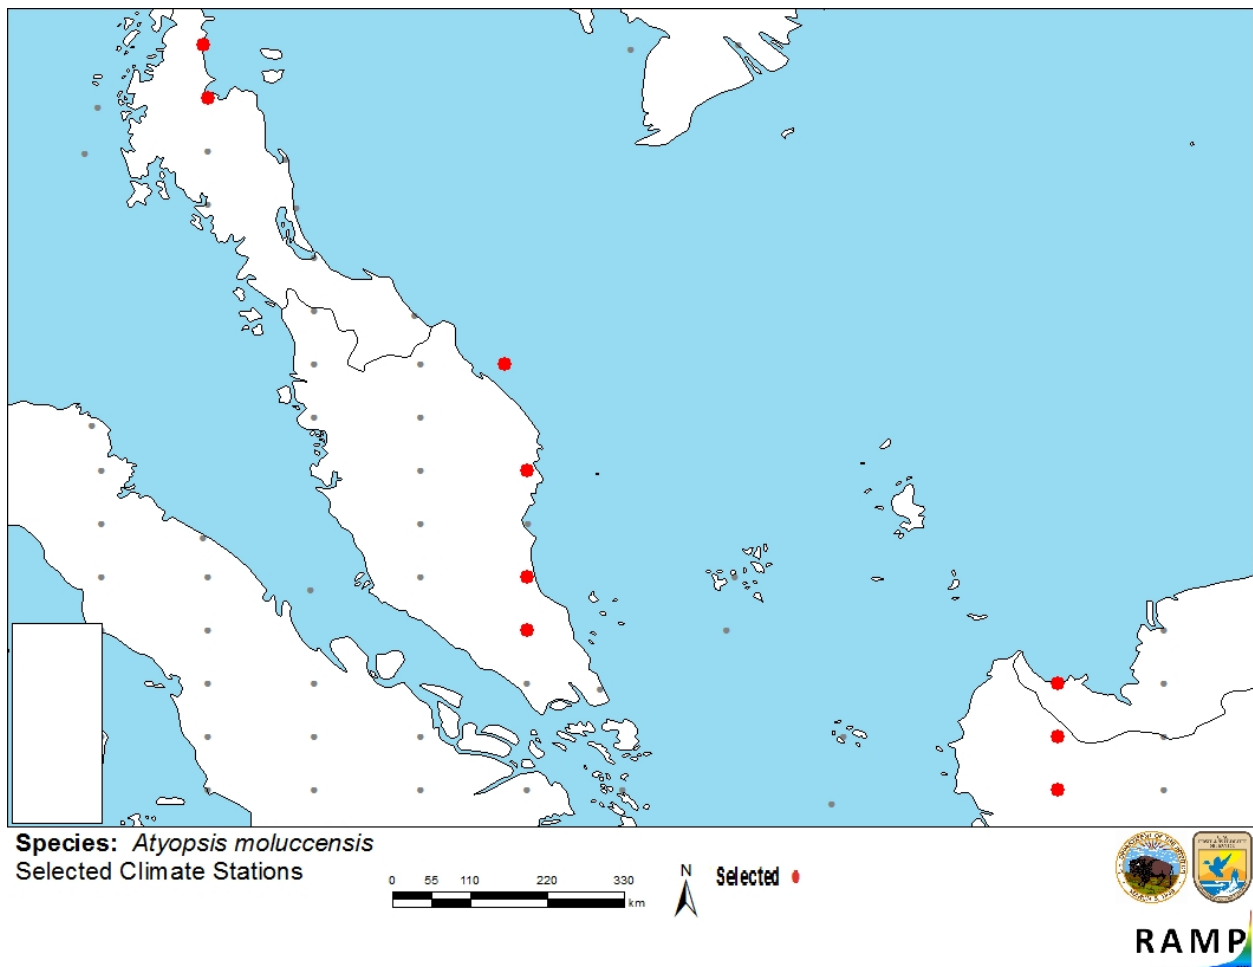 Species: Atyopsis moluccensis
Selected Climate Stations
0 55 110 220 330
km
N
Selected
RAMP